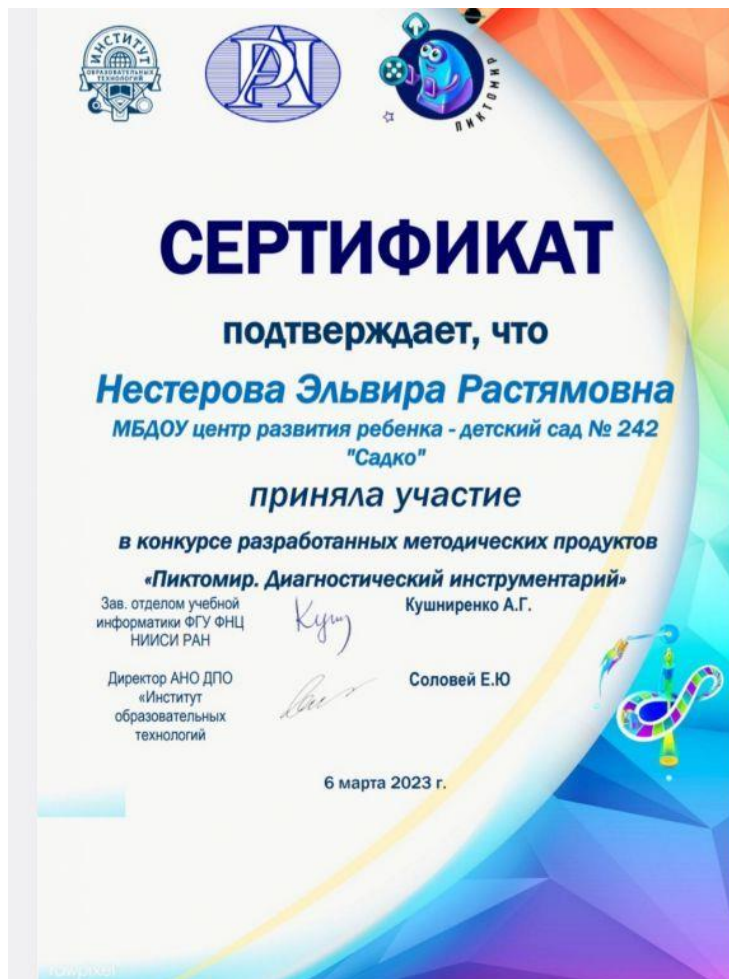 ИНСТИТУТ
ОБРАЗОВАТЕЛЬНЫХ
ТЕХНОЛОГИЙ
ПИКТОМИР
СЕРТИФИКАТ
подтверждает, что
Нестерова Эльвира Растямовна
МБДОУ центр развития ребенка - детский сад № 242
"Садко"
приняла участие
в конкурсе разработанных методических продуктов
«Пиктомир. Диагностический инструментарий»
Зав. отделом учебной
информатики ФГУ ФНЦ
НИИСИ РАН
Кушниренко А.Г.
Директор АНО ДПО
«Институт
образовательных
технологий
Соловей Е.Ю
6 марта 2023 г.
rawpixel